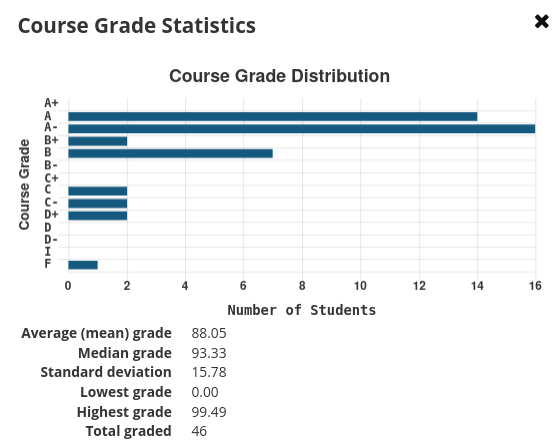 Course Grade Statistics ✖
Course Grade Distribution
Course Grade
A+
A
A-
B+
B
B-
C+
C
C-
D+
D
D-
I
F
0 2 4 6 8 10 12 14 16
Number of Students
Average (mean) grade 88.05
Median grade 93.33
Standard deviation 15.78
Lowest grade 0.00
Highest grade 99.49
Total graded 46